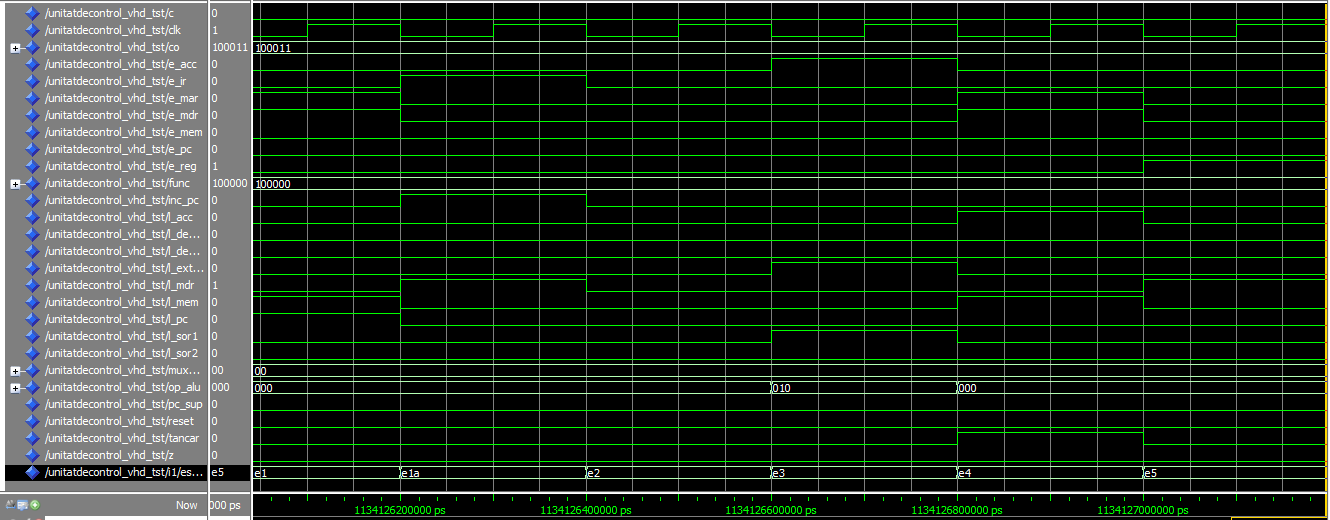 /unitatdecontrol_vhd_tst/c 0
/unitatdecontrol_vhd_tst/clk 1
/unitatdecontrol_vhd_tst/co 100011 100011
/unitatdecontrol_vhd_tst/e_acc 0
/unitatdecontrol_vhd_tst/e_ir 0
/unitatdecontrol_vhd_tst/e_mar 0
/unitatdecontrol_vhd_tst/e_mdr 0
/unitatdecontrol_vhd_tst/e_mem 0
/unitatdecontrol_vhd_tst/e_pc 0
/unitatdecontrol_vhd_tst/e_reg 1
/unitatdecontrol_vhd_tst/func 100000 100000
/unitatdecontrol_vhd_tst/inc_pc 0
/unitatdecontrol_vhd_tst/l_acc 0
/unitatdecontrol_vhd_tst/l_de... 0
/unitatdecontrol_vhd_tst/l_de... 0
/unitatdecontrol_vhd_tst/l_ext... 0
/unitatdecontrol_vhd_tst/l_mdr 1
/unitatdecontrol_vhd_tst/l_mem 0
/unitatdecontrol_vhd_tst/l_pc 0
/unitatdecontrol_vhd_tst/l_sor1 0
/unitatdecontrol_vhd_tst/l_sor2 0
/unitatdecontrol_vhd_tst/mux... 00 00
/unitatdecontrol_vhd_tst/op_alu 000 000 010 000
/unitatdecontrol_vhd_tst/pc_sup 0
/unitatdecontrol_vhd_tst/reset 0
/unitatdecontrol_vhd_tst/tancar 0
/unitatdecontrol_vhd_tst/z 0
/unitatdecontrol_vhd_tst/i1/es... e5 e1 e1a e2 e3 e4 e5
Now 000 ps 1134126200000 ps 1134126400000 ps 1134126600000 ps 1134126800000 ps 1134127000000 ps